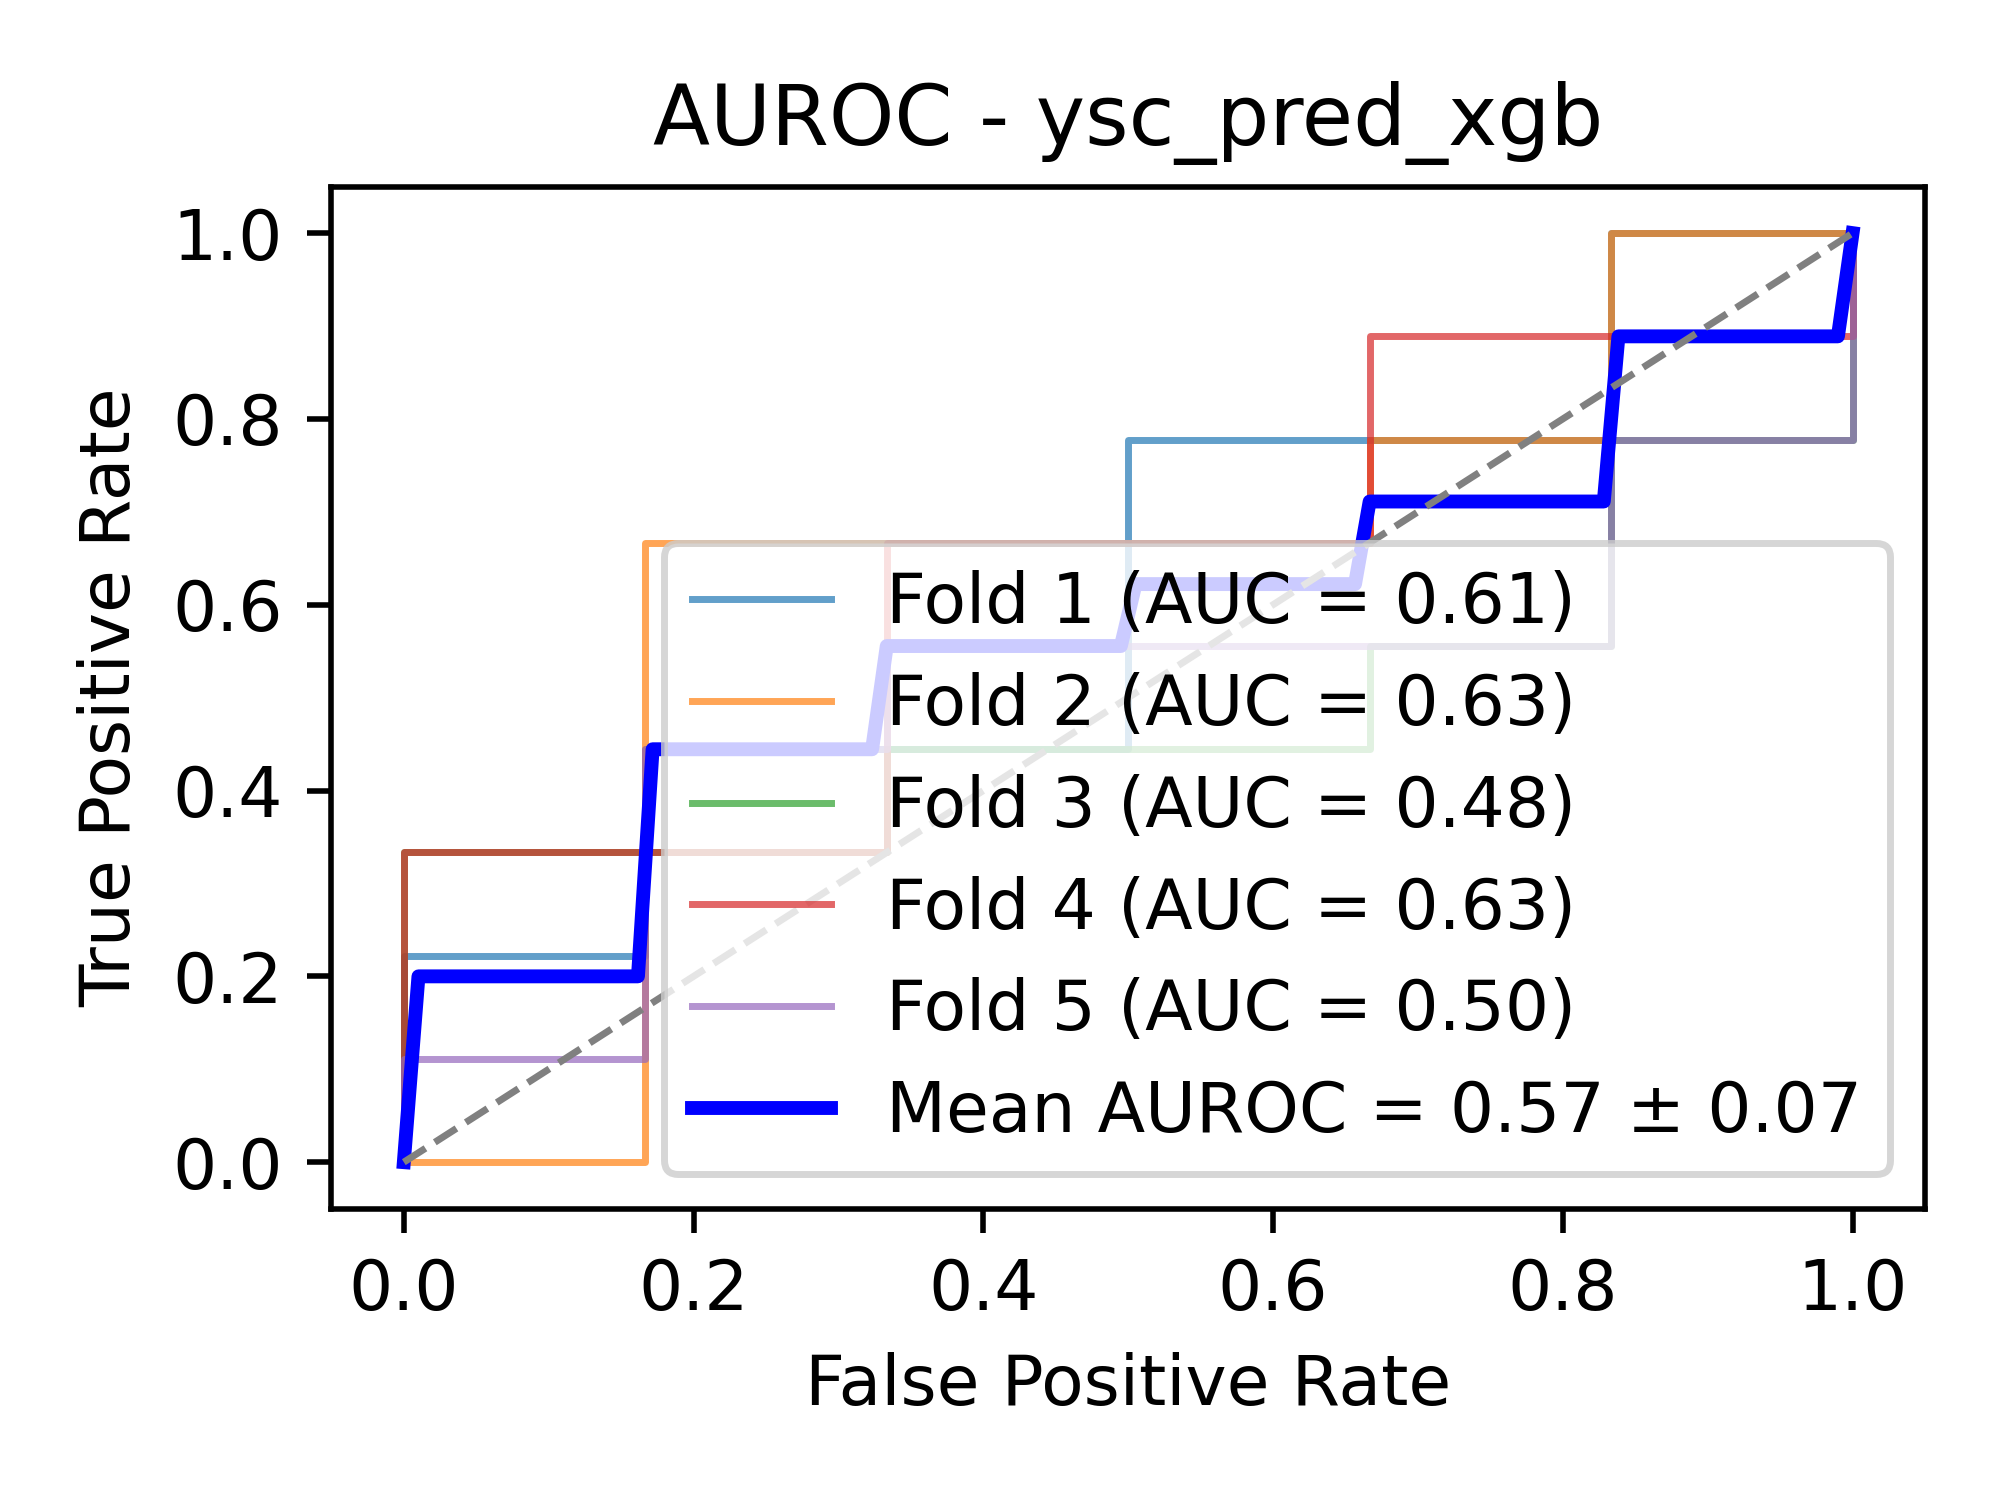 AUROC - ysc_pred_xgb
1.0
0.8
0.6
0.4
0.2
0.0
True Positive Rate
Fold 1 (AUC = 0.61)
Fold 2 (AUC = 0.63)
Fold 3 (AUC = 0.48)
Fold 4 (AUC = 0.63)
Fold 5 (AUC = 0.50)
Mean AUROC = 0.57 ± 0.07
0.0 0.2 0.4 0.6 0.8 1.0
False Positive Rate